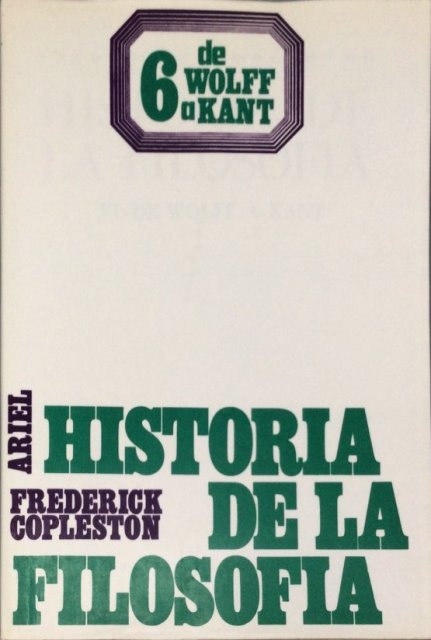 6 de
WOLFF
a KANT
HISTORIA
ARIEL
FREDERICK
COPLESTON
DE LA
FILOSOFIA